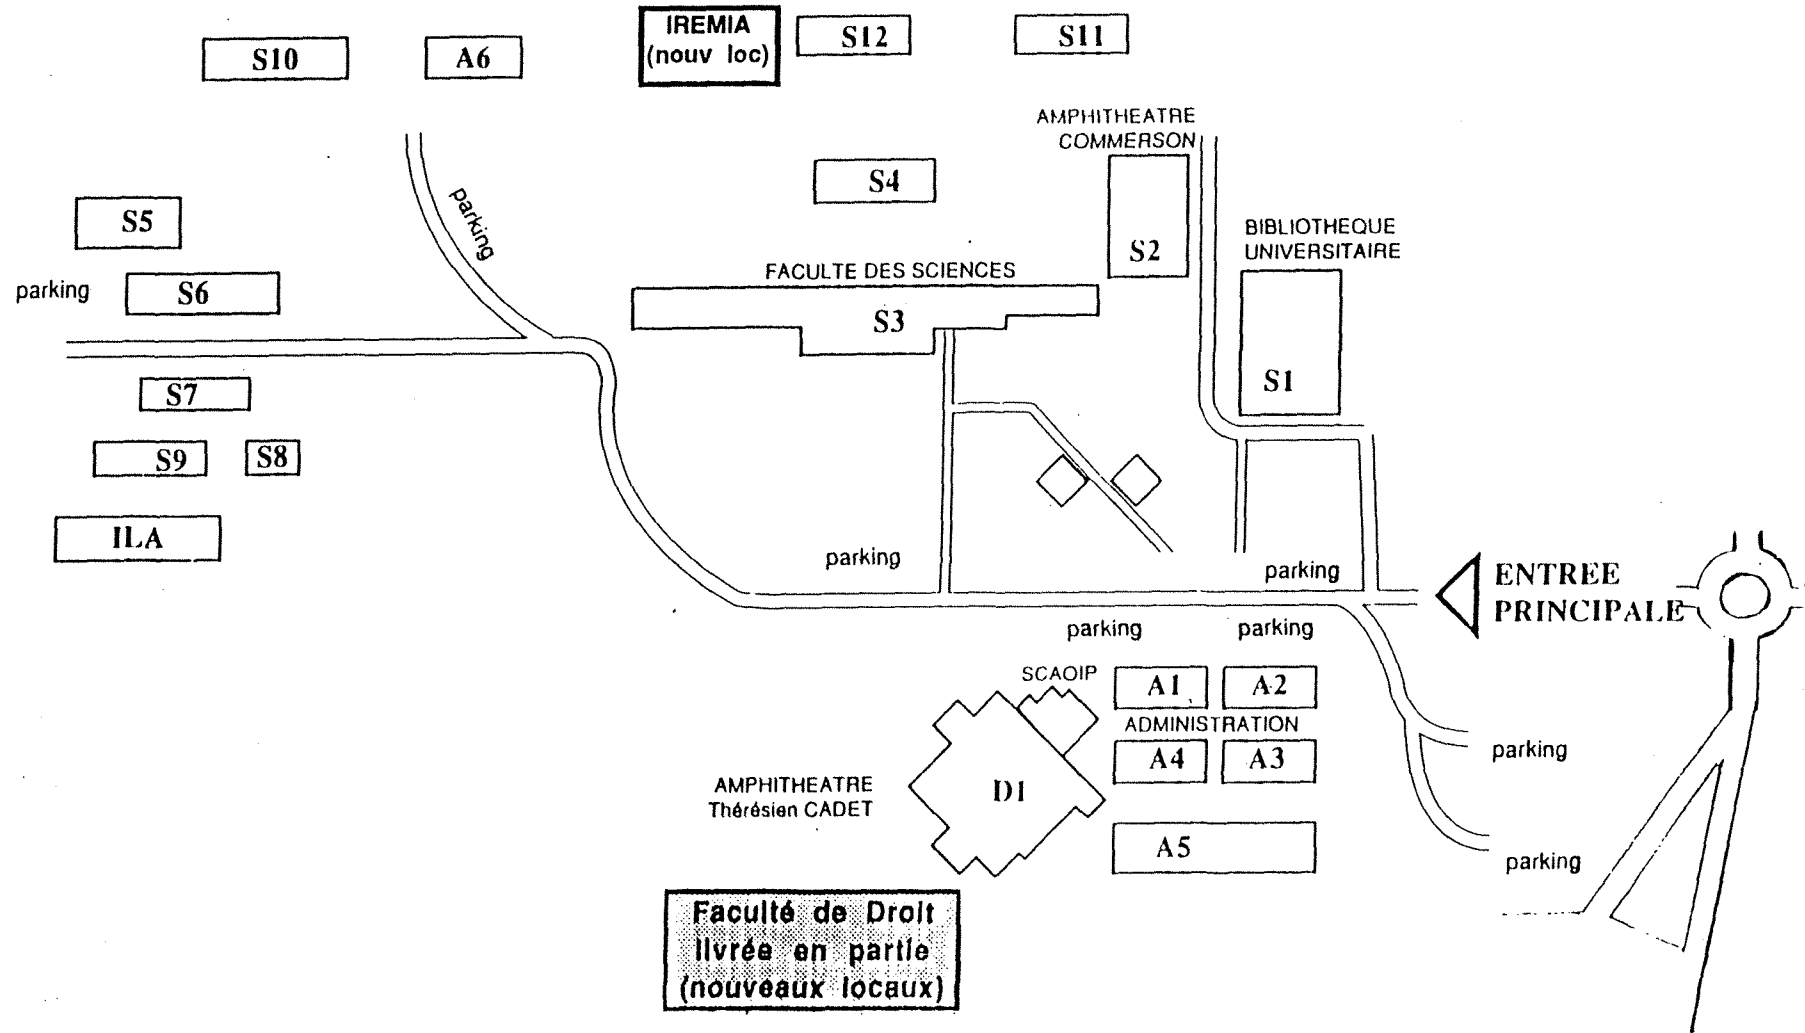 IREMIA
(nouv loc)
S12
S11
S10
A6
AMPHITHEATRE
COMMERSON
S4
parking
S5
S2
BIBLIOTHEQUE
UNIVERSITAIRE
FACULTE DES SCIENCES
parking
S6
S3
S7
S1
S9
S8
ILA
parking
parking
ENTREE
PRINCIPALE
parking
parking
SCAOIP
A1
A2
ADMINISTRATION
A4
A3
parking
AMPHITHEATRE
Thérésien CADET
D1
A5
parking
Faculté de Droit
livrée en partie
(nouveaux locaux)